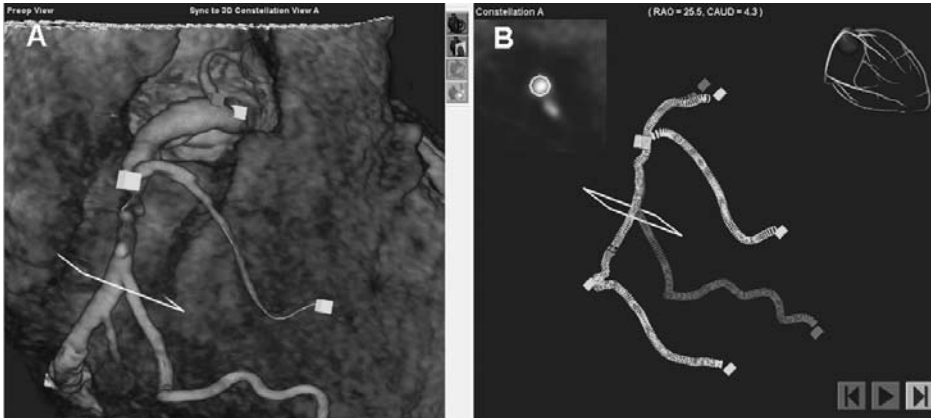 Preop View
Sync to 3D Constellation View A
A
Constellation A
( RAO = 25.5, CAUD = 4.3 )
B